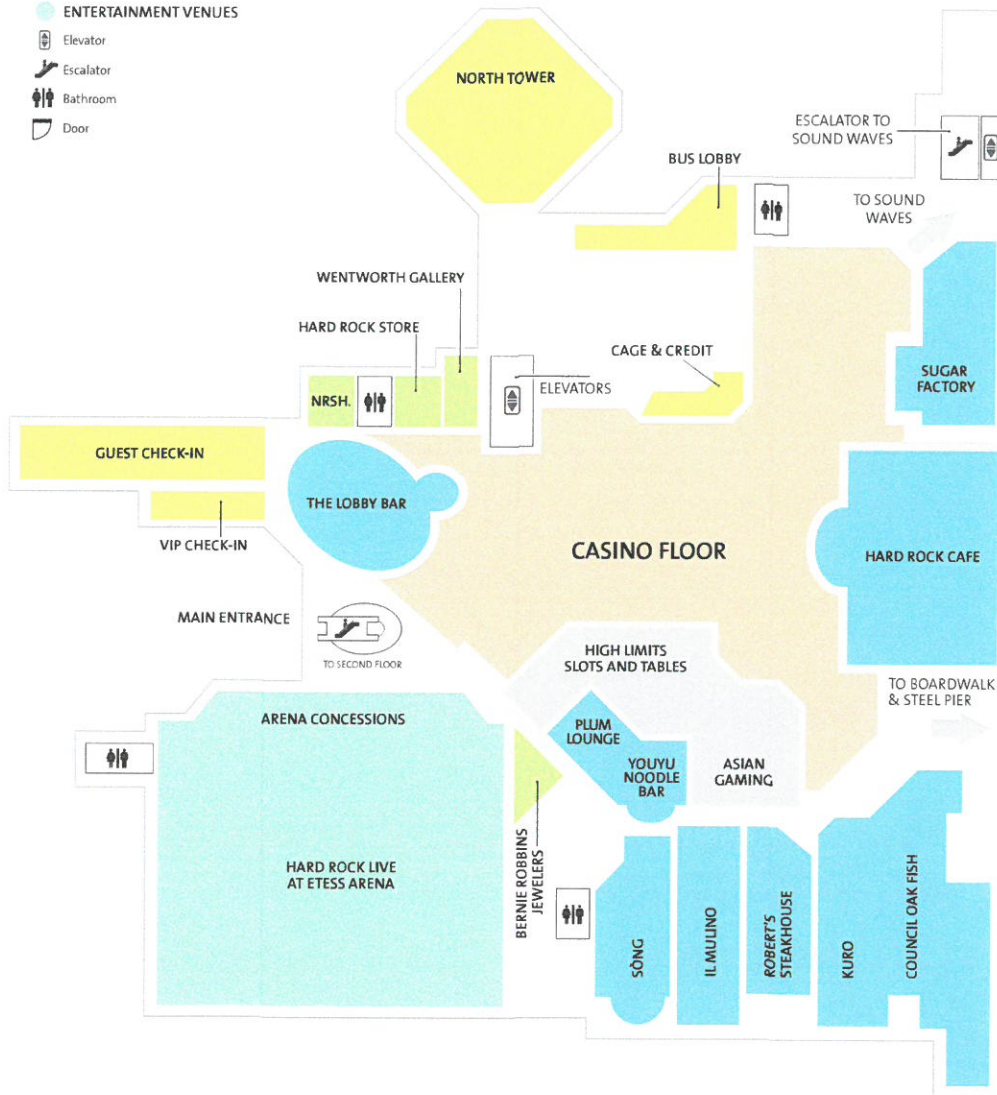 ENTERTAINMENT VENUES
Elevator
Escalator
Bathroom
Door
NORTH TOWER
ESCALATOR TO
SOUND WAVES
BUS LOBBY
TO SOUND
WAVES
WENTWORTH GALLERY
HARD ROCK STORE
CAGE & CREDIT
ELEVATORS
SUGAR
FACTORY
NRSH.
GUEST CHECK-IN
THE LOBBY BAR
VIP CHECK-IN
CASINO FLOOR
HARD ROCK CAFE
MAIN ENTRANCE
TO SECOND FLOOR
HIGH LIMITS
SLOTS AND TABLES
TO BOARDWALK
& STEEL PIER
ARENA CONCESSIONS
PLUM
LOUNGE
YOUYU
NOODLE
BAR
ASIAN
GAMING
HARD ROCK LIVE
AT ETESS ARENA
BERNIE ROBBINS
JEWELERS
SÒNG
IL MULINO
ROBERT'S
STEAKHOUSE
KURO
COUNCIL OAK FISH